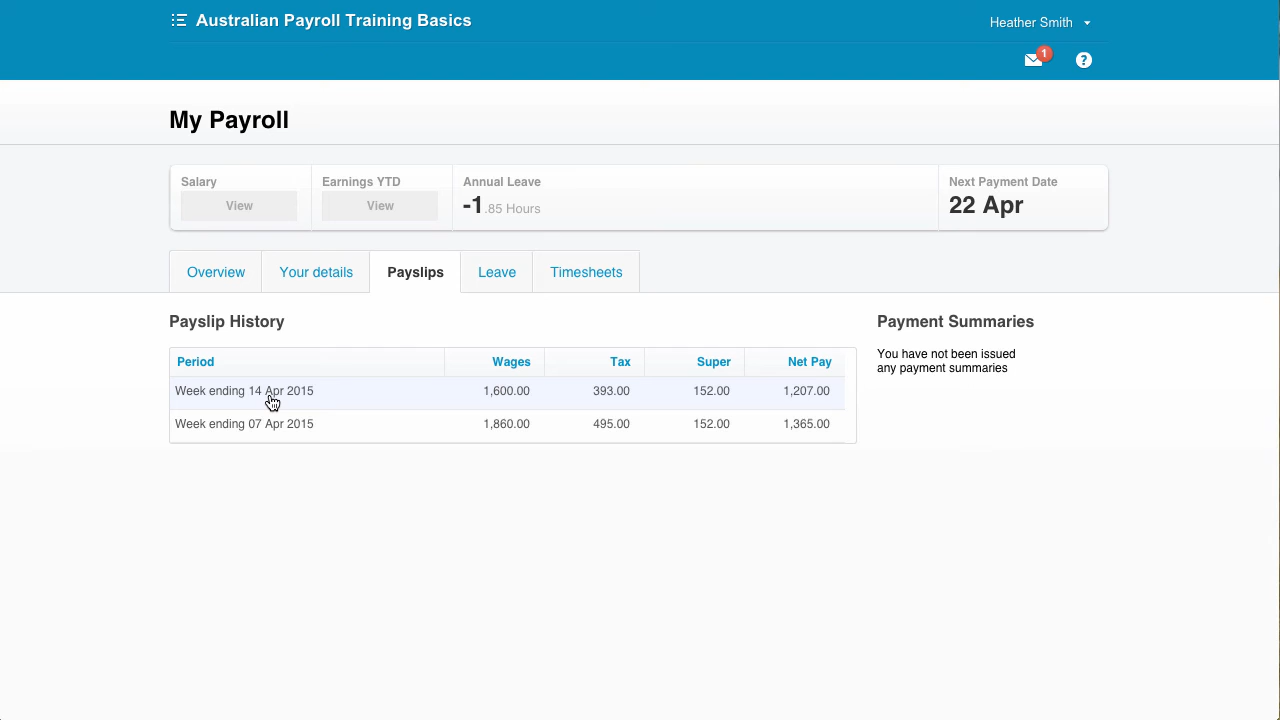 Australian Payroll Training Basics
Heather Smith
1
?
My Payroll
Salary Earnings YTD Annual Leave Next Payment Date
View View -1.85 Hours 22 Apr
Overview Your details Payslips Leave Timesheets
Payslip History
Period Wages Tax Super Net Pay
Week ending 14 Apr 2015 1,600.00 393.00 152.00 1,207.00
Week ending 07 Apr 2015 1,860.00 495.00 152.00 1,365.00
Payment Summaries
You have not been issued
any payment summaries